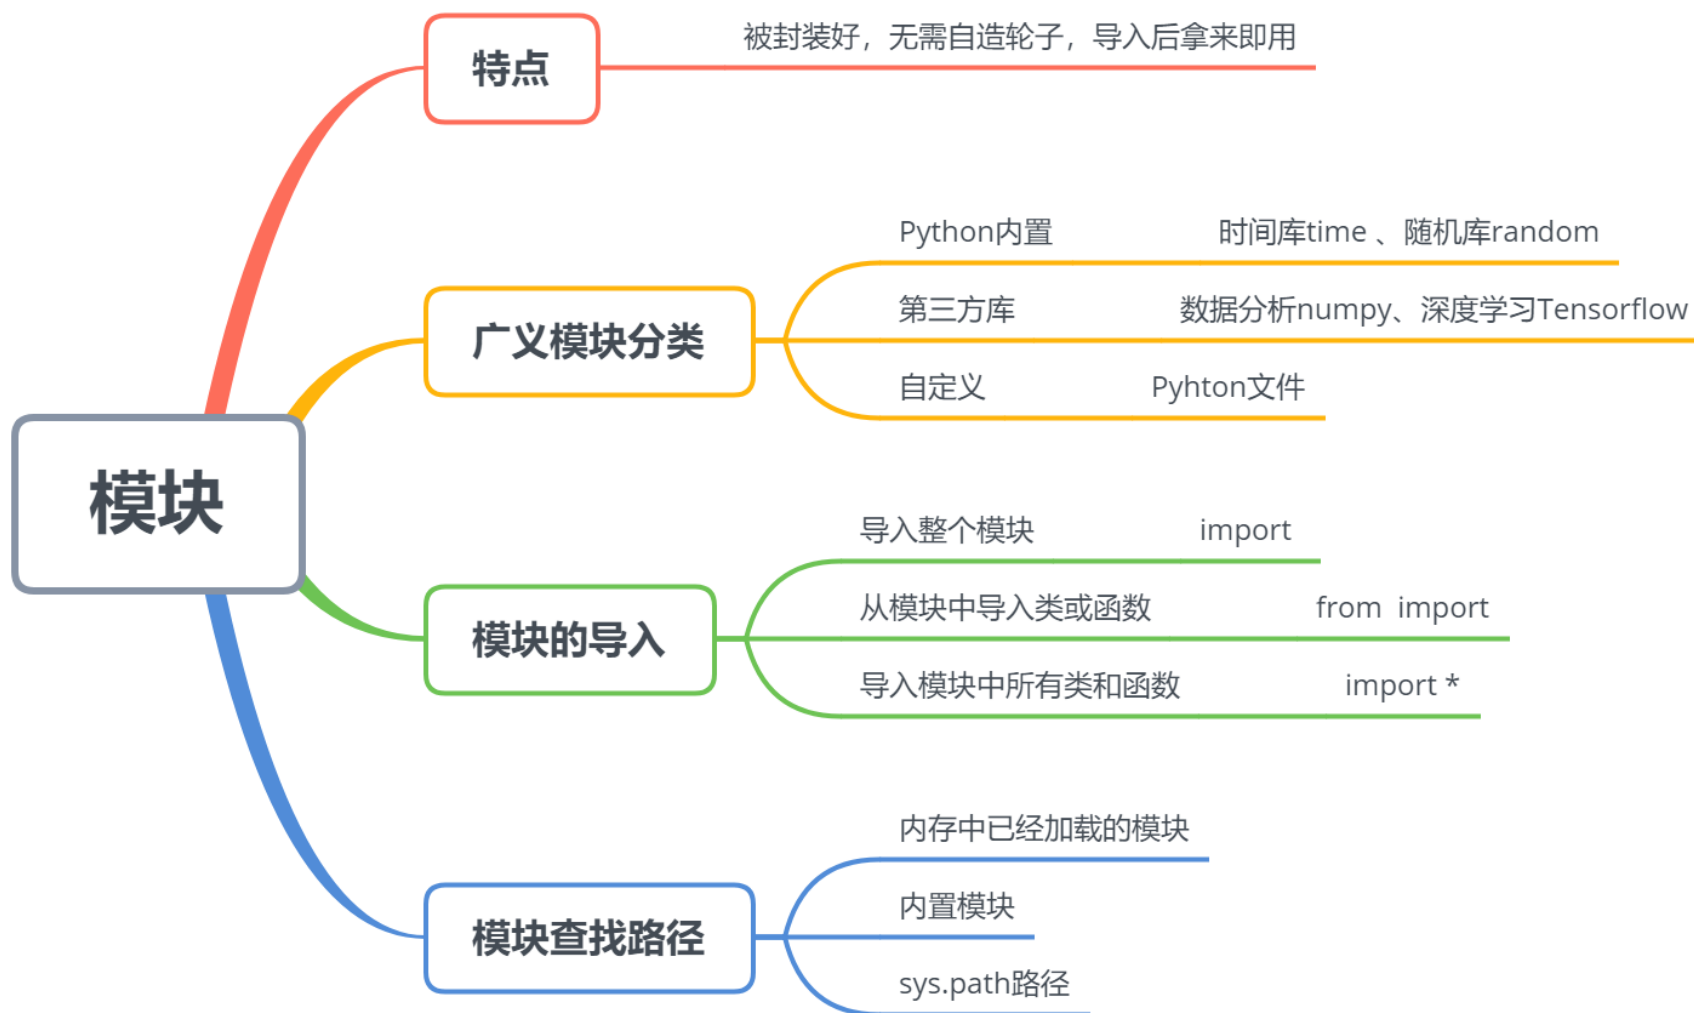 特点
被封装好，无需自造轮子，导入后拿来即用
广义模块分类
Python内置
时间库time 、随机库random
第三方库
数据分析numpy、深度学习Tensorflow
自定义
Pyhton文件
模块
模块的导入
导入整个模块
import
从模块中导入类或函数
from  import
导入模块中所有类和函数
import *
模块查找路径
内存中已经加载的模块
内置模块
sys.path路径